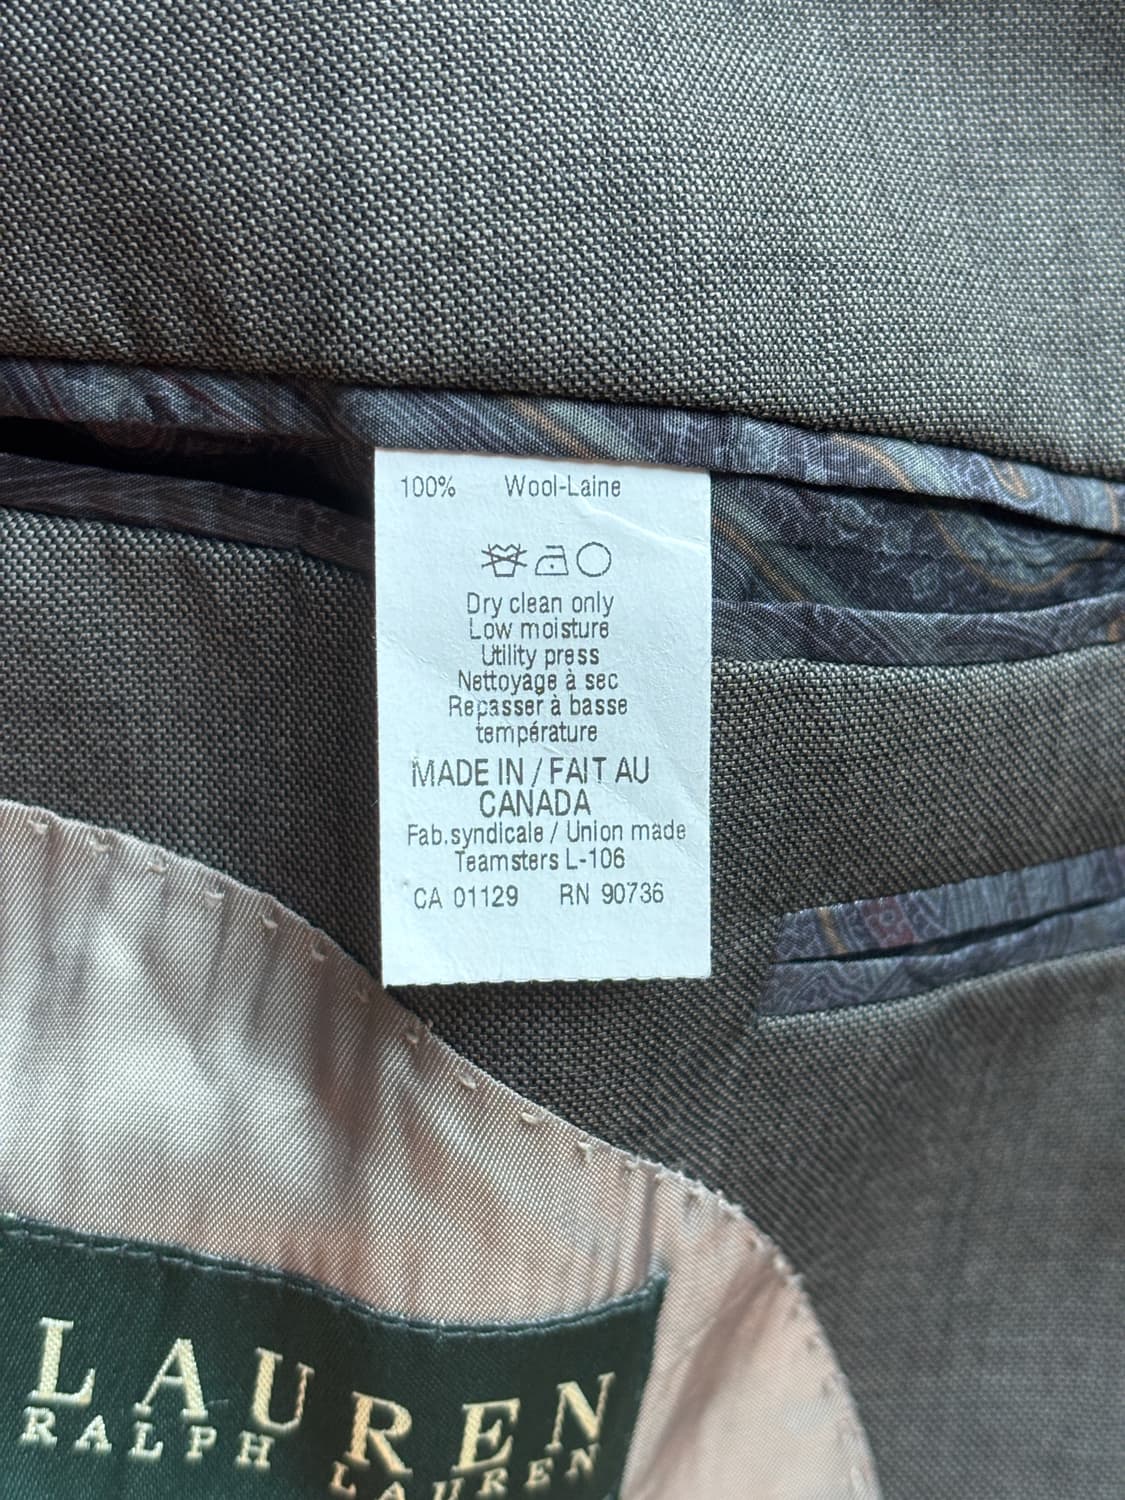 100% Wool-Laine
Dry clean only
Low moisture
Utility press
Nettoyage à sec
Repasser à basse
température
MADE IN / FAIT AU
CANADA
Fab.syndicale / Union made
Teamsters L-106
CA 01129 RN 90736
LAUREN
RALPH LAUREN